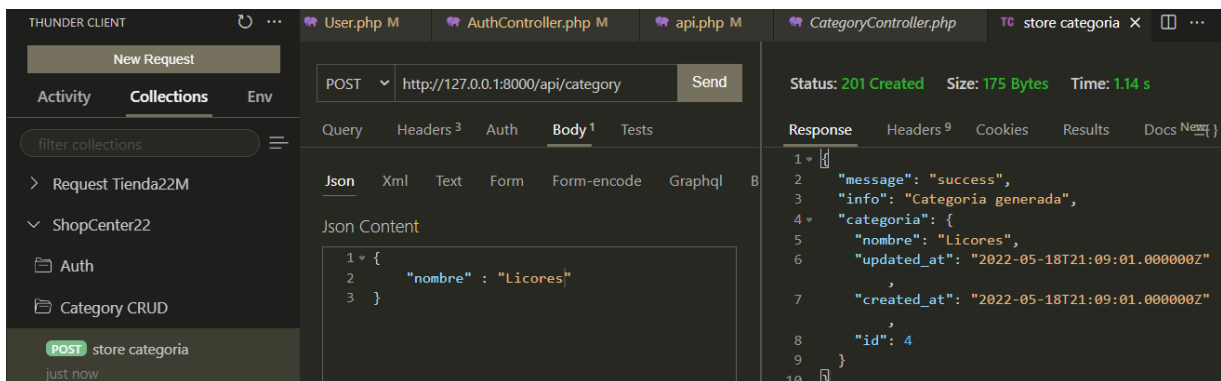 THUNDER CLIENT
New Request
Activity Collections Env
filter collections
Request Tienda22M
ShopCenter22
Auth
Category CRUD
POST store categoria
just now
User.php M AuthController.php M api.php M CategoryController.php TC store categoria
POST http://127.0.0.1:8000/api/category Send
Query Headers 3 Auth Body 1 Tests
Json Xml Text Form Form-encode Graphql B
Json Content
1 {
2 "nombre" : "Licores"
3 }
Status: 201 Created Size: 175 Bytes Time: 1.14 s
Response Headers 9 Cookies Results Docs New { }
1 {
2 "message": "success",
3 "info": "Categoria generada",
4 "categoria": {
5 "nombre": "Licores",
6 "updated_at": "2022-05-18T21:09:01.000000Z"
,
7 "created_at": "2022-05-18T21:09:01.000000Z"
,
8 "id": 4
9 }
10 }